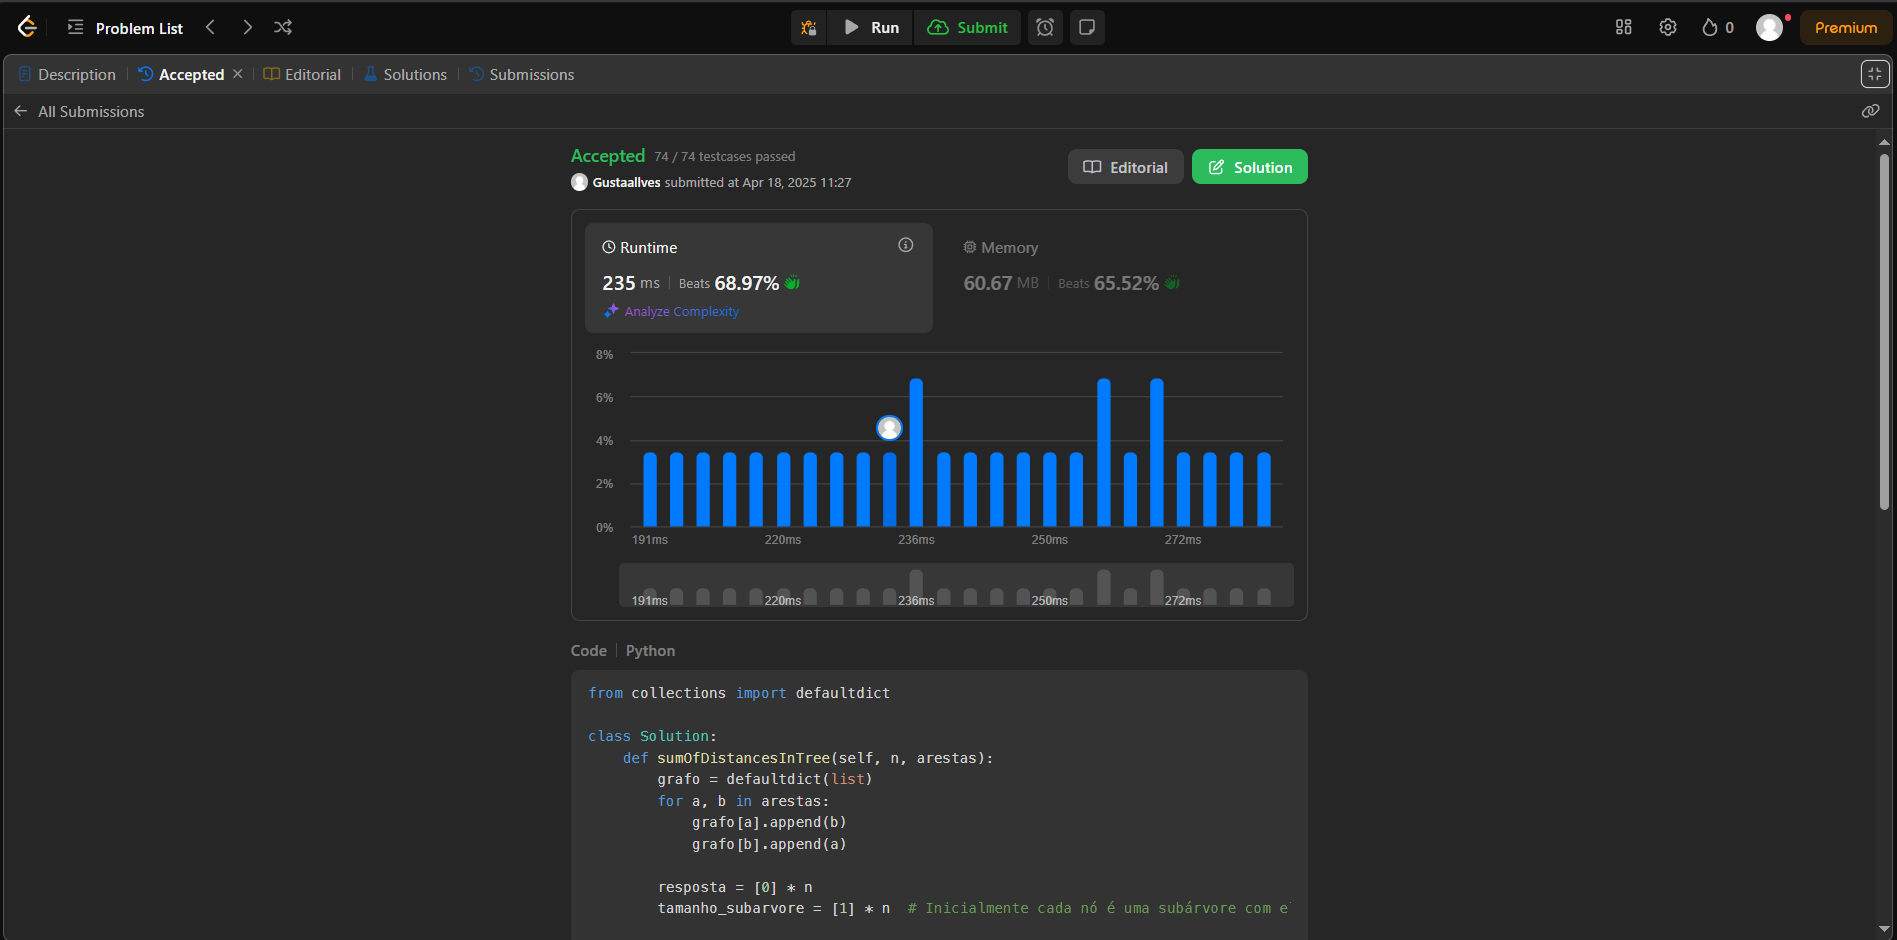 Problem List
Run
Submit
0
Premium
Description
Accepted
Editorial
Solutions
Submissions
All Submissions
Accepted 74 / 74 testcases passed
Gustaallves submitted at Apr 18, 2025 11:27
Editorial
Solution
Runtime
235 ms Beats 68.97%
Analyze Complexity
Memory
60.67 MB Beats 65.52%
8%
6%
4%
2%
0%
191ms 220ms 236ms 250ms 272ms
191ms 220ms 236ms 250ms 272ms
Code Python
from collections import defaultdict
class Solution:
def sumOfDistancesInTree(self, n, arestas):
grafo = defaultdict(list)
for a, b in arestas:
grafo[a].append(b)
grafo[b].append(a)
resposta = [0] * n
tamanho_subarvore = [1] * n # Inicialmente cada nó é uma subárvore com